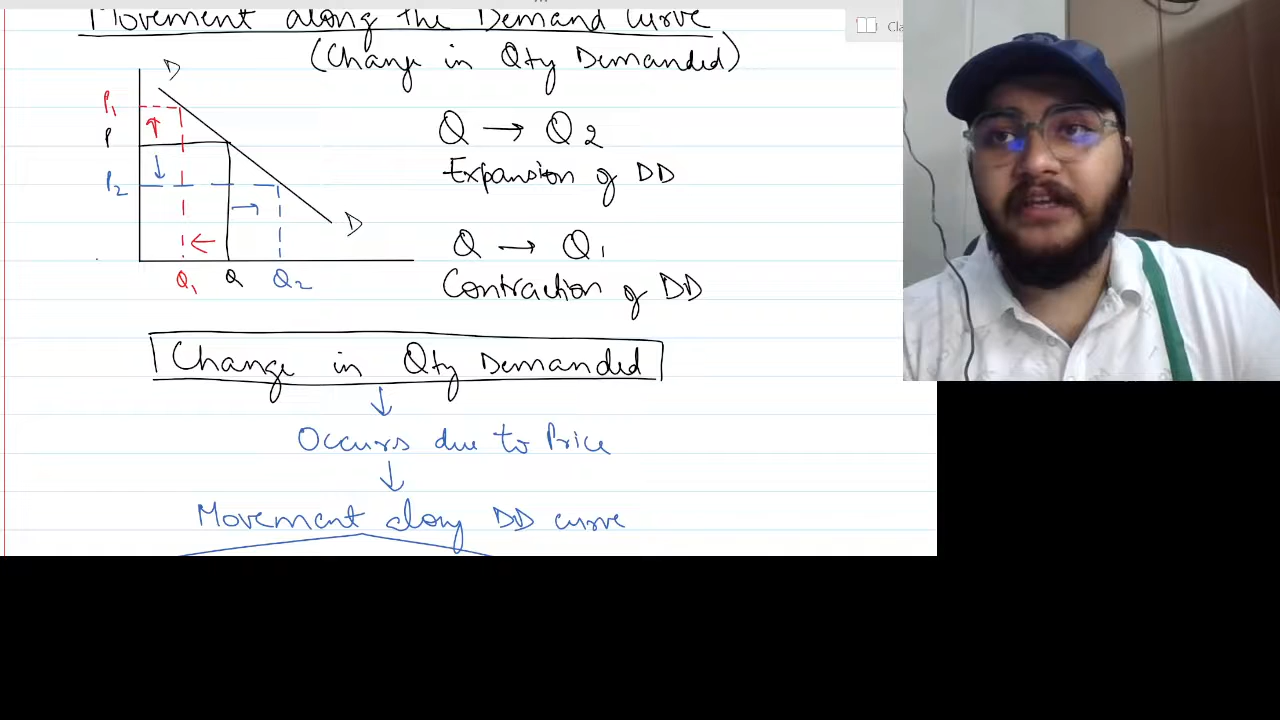 Movement along the Demand Curve
(Change in Qty Demanded)
D
P1
P
P2
D
Q1 Q Q2
Q → Q2
Expansion of DD
Q → Q1
Contraction of DD
Change in Qty Demanded
↓
Occurs due to Price
↓
Movement along DD curve
Cla